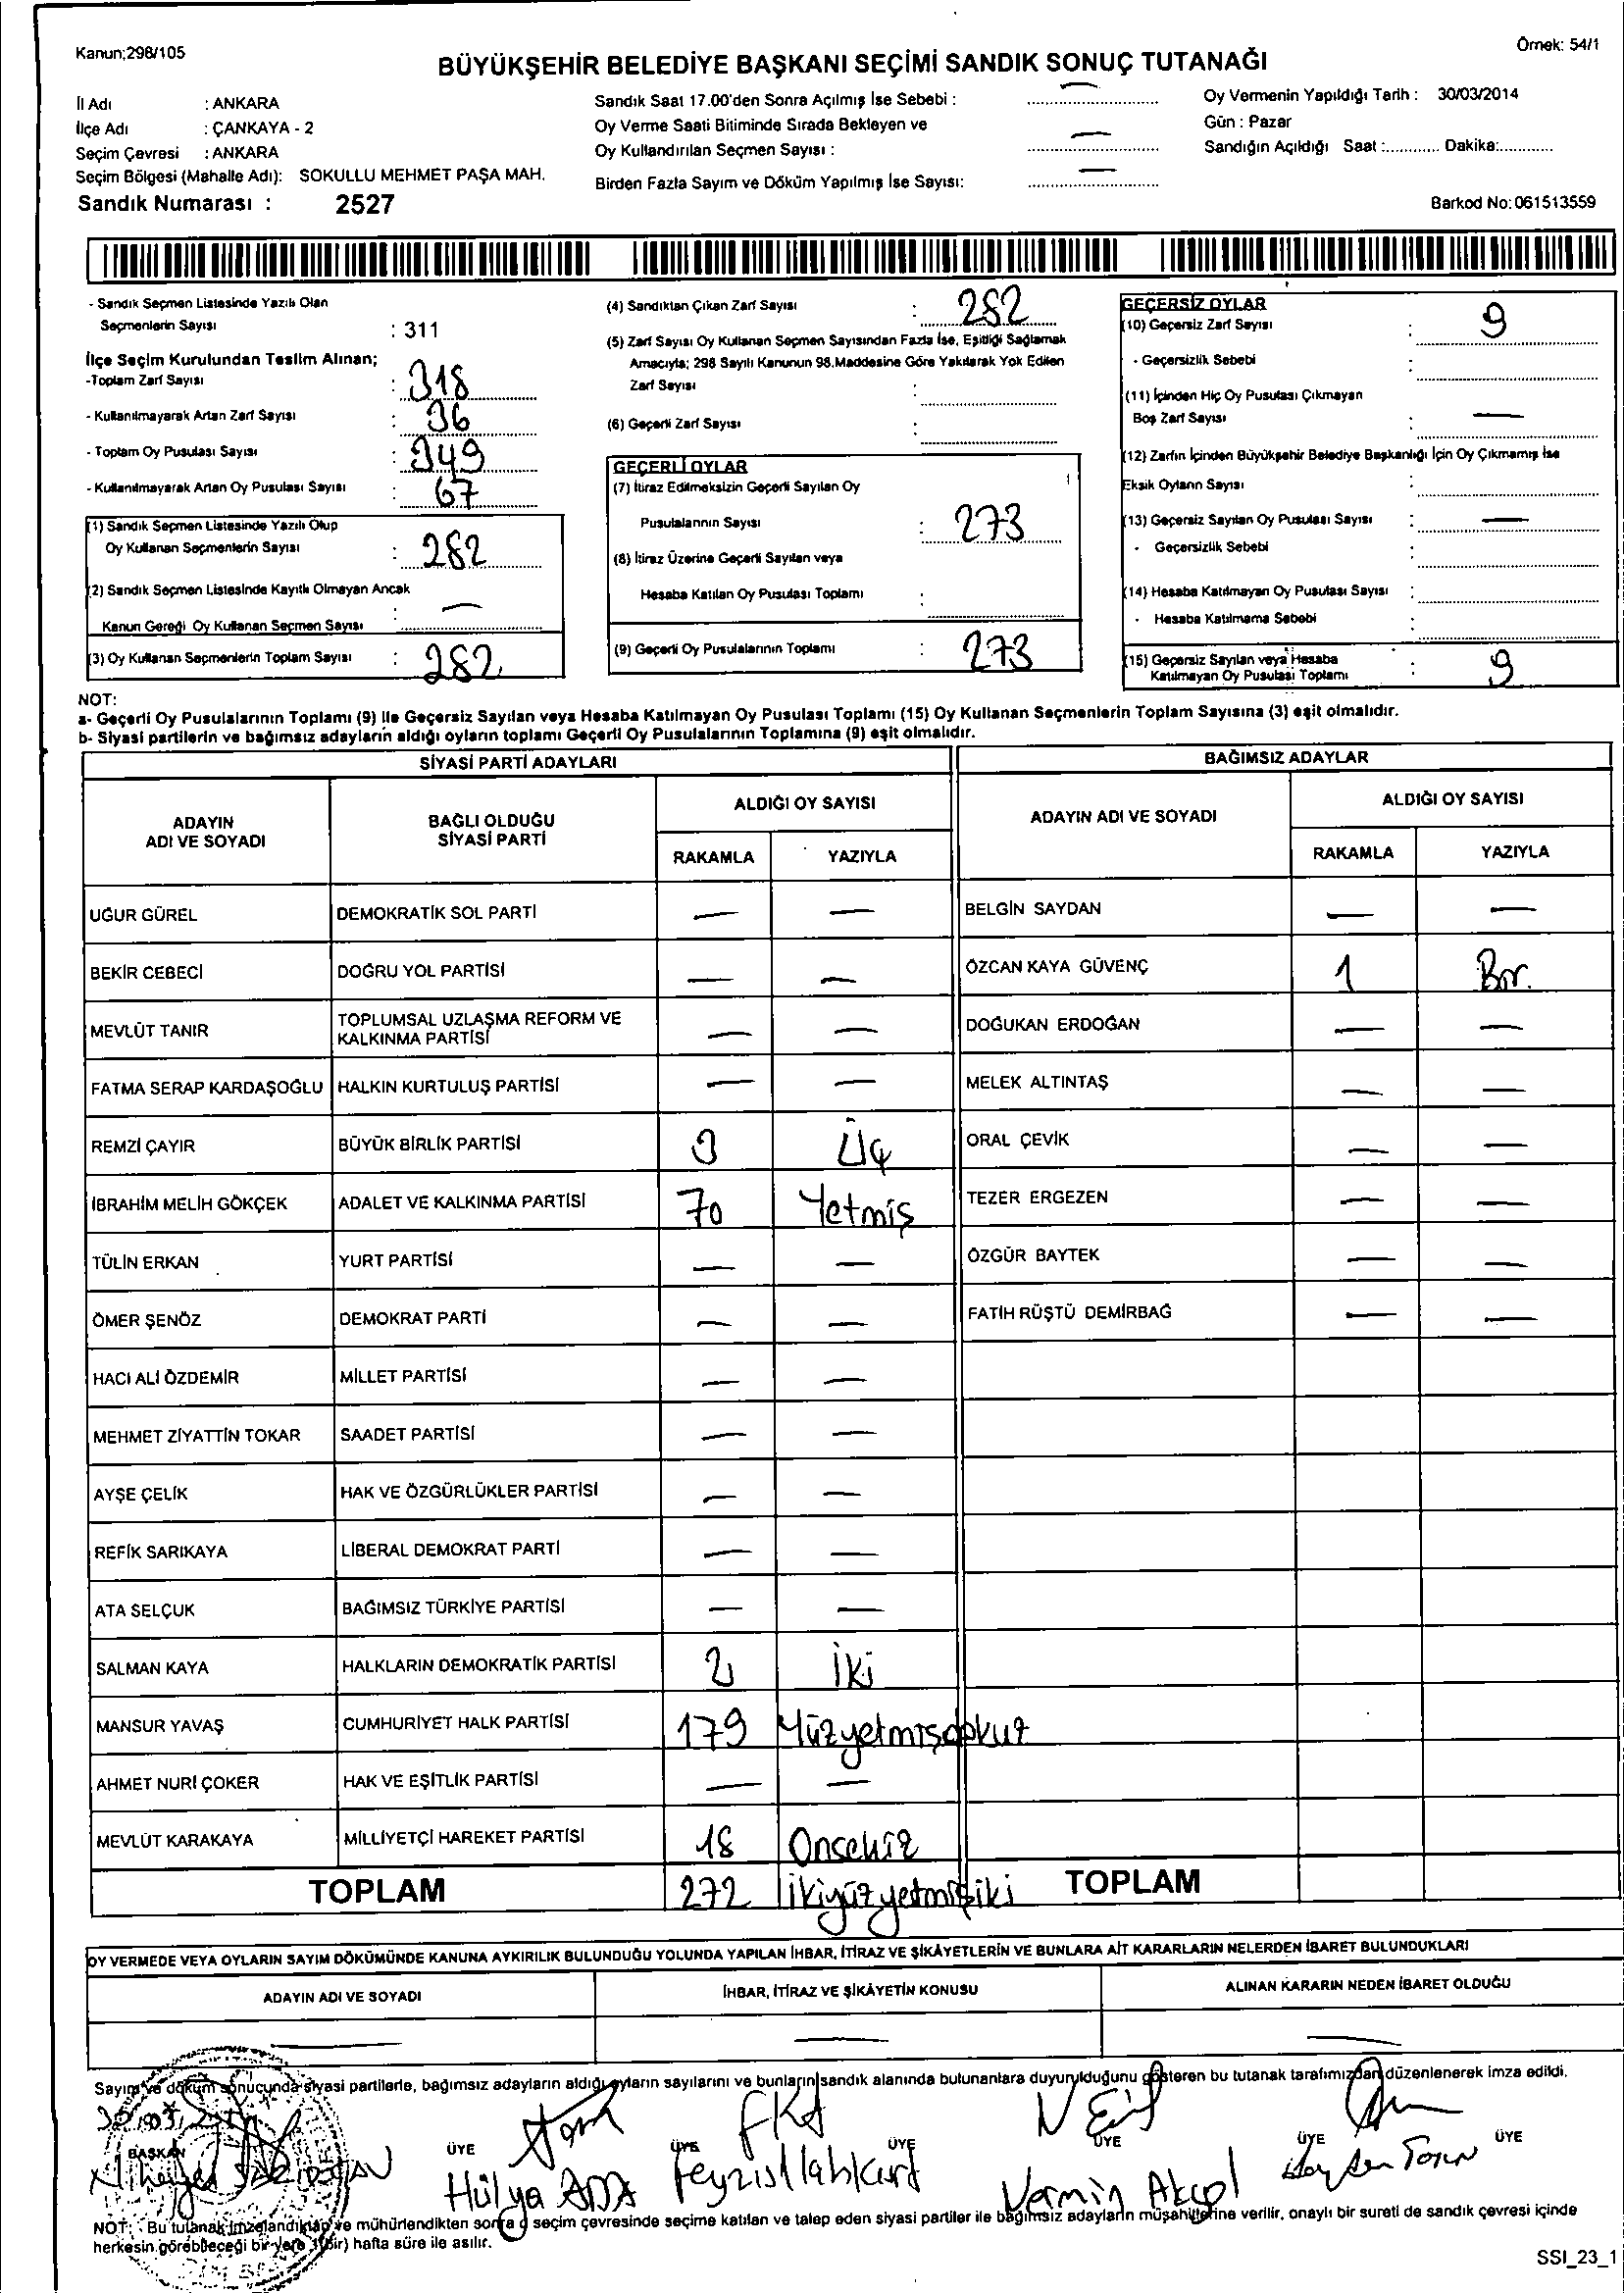 Kanun;298/105
Örnek: 54/1
BÜYÜKŞEHİR BELEDİYE BAŞKANI SEÇİMİ SANDIK SONUÇ TUTANAĞI
İl Adı : ANKARA
İlçe Adı : ÇANKAYA - 2
Seçim Çevresi : ANKARA
Seçim Bölgesi (Mahalle Adı): SOKULLU MEHMET PAŞA MAH.
Sandık Numarası : 2527
Sandık Saat 17.00'den Sonra Açılmış İse Sebebi : —
Oy Verme Saati Bitiminde Sırada Bekleyen ve
Oy Kullandırılan Seçmen Sayısı : —
Birden Fazla Sayım ve Döküm Yapılmış İse Sayısı: —
Oy Vermenin Yapıldığı Tarih : 30/03/2014
Gün : Pazar
Sandığın Açıldığı Saat :............ Dakika:............
Barkod No: 061513559
- Sandık Seçmen Listesinde Yazılı Olan
Seçmenlerin Sayısı : 311
İlçe Seçim Kurulundan Teslim Alınan;
-Toplam Zarf Sayısı : 318
- Kullanılmayarak Artan Zarf Sayısı : 36
- Toplam Oy Pusulası Sayısı : 349
- Kullanılmayarak Artan Oy Pusulası Sayısı : 67
(1) Sandık Seçmen Listesinde Yazılı Olup
Oy Kullanan Seçmenlerin Sayısı : 282
(2) Sandık Seçmen Listesinde Kayıtlı Olmayan Ancak
Kanun Gereği Oy Kullanan Seçmen Sayısı : —
(3) Oy Kullanan Seçmenlerin Toplam Sayısı : 282
(4) Sandıktan Çıkan Zarf Sayısı : 282
(5) Zarf Sayısı Oy Kullanan Seçmen Sayısından Fazla İse, Eşitliği Sağlamak
Amacıyla; 298 Sayılı Kanunun 98.Maddesine Göre Yakılarak Yok Edilen
Zarf Sayısı :
(6) Geçerli Zarf Sayısı :
GEÇERLİ OYLAR
(7) İtiraz Edilmeksizin Geçerli Sayılan Oy
Pusulalarının Sayısı : 273
(8) İtiraz Üzerine Geçerli Sayılan veya
Hesaba Katılan Oy Pusulası Toplamı :
(9) Geçerli Oy Pusulalarının Toplamı : 273
GEÇERSİZ OYLAR
(10) Geçersiz Zarf Sayısı : 9
- Geçersizlik Sebebi :
(11) İçinden Hiç Oy Pusulası Çıkmayan
Boş Zarf Sayısı : —
(12) Zarfın İçinden Büyükşehir Belediye Başkanlığı İçin Oy Çıkmamış İse
Eksik Oyların Sayısı :
(13) Geçersiz Sayılan Oy Pusulası Sayısı : —
- Geçersizlik Sebebi :
(14) Hesaba Katılmayan Oy Pusulası Sayısı :
- Hesaba Katılmama Sebebi :
(15) Geçersiz Sayılan veya Hesaba
Katılmayan Oy Pusulası Toplamı : 9
NOT:
a- Geçerli Oy Pusulalarının Toplamı (9) ile Geçersiz Sayılan veya Hesaba Katılmayan Oy Pusulası Toplamı (15) Oy Kullanan Seçmenlerin Toplam Sayısına (3) eşit olmalıdır.
b- Siyasi partilerin ve bağımsız adayların aldığı oyların toplamı Geçerli Oy Pusulalarının Toplamına (9) eşit olmalıdır.
SİYASİ PARTİ ADAYLARI
ADAYIN
ADI VE SOYADI
BAĞLI OLDUĞU
SİYASİ PARTİ
ALDIĞI OY SAYISI
RAKAMLA YAZIYLA
UĞUR GÜREL DEMOKRATİK SOL PARTİ — —
BEKİR CEBECİ DOĞRU YOL PARTİSİ — —
MEVLÜT TANIR TOPLUMSAL UZLAŞMA REFORM VE
KALKINMA PARTİSİ — —
FATMA SERAP KARDAŞOĞLU HALKIN KURTULUŞ PARTİSİ — —
REMZİ ÇAYIR BÜYÜK BİRLİK PARTİSİ 3 Üç
İBRAHİM MELİH GÖKÇEK ADALET VE KALKINMA PARTİSİ 70 Yetmiş
TÜLİN ERKAN YURT PARTİSİ — —
ÖMER ŞENÖZ DEMOKRAT PARTİ — —
HACI ALİ ÖZDEMİR MİLLET PARTİSİ — —
MEHMET ZİYATTİN TOKAR SAADET PARTİSİ — —
AYŞE ÇELİK HAK VE ÖZGÜRLÜKLER PARTİSİ — —
REFİK SARIKAYA LİBERAL DEMOKRAT PARTİ — —
ATA SELÇUK BAĞIMSIZ TÜRKİYE PARTİSİ — —
SALMAN KAYA HALKLARIN DEMOKRATİK PARTİSİ 2 İki
MANSUR YAVAŞ CUMHURİYET HALK PARTİSİ 179 Yüzyetmişdokuz
AHMET NURİ ÇOKER HAK VE EŞİTLİK PARTİSİ — —
MEVLÜT KARAKAYA MİLLİYETÇİ HAREKET PARTİSİ 18 Onsekiz
TOPLAM 272 ikiyüzyetmişiki
BAĞIMSIZ ADAYLAR
ADAYIN ADI VE SOYADI
ALDIĞI OY SAYISI
RAKAMLA YAZIYLA
BELGİN SAYDAN — —
ÖZCAN KAYA GÜVENÇ 1 Bir.
DOĞUKAN ERDOĞAN — —
MELEK ALTINTAŞ — —
ORAL ÇEVİK — —
TEZER ERGEZEN — —
ÖZGÜR BAYTEK — —
FATİH RÜŞTÜ DEMİRBAĞ — —
TOPLAM
OY VERMEDE VEYA OYLARIN SAYIM DÖKÜMÜNDE KANUNA AYKIRILIK BULUNDUĞU YOLUNDA YAPILAN İHBAR, İTİRAZ VE ŞİKÂYETLERİN VE BUNLARA AİT KARARLARIN NELERDEN İBARET BULUNDUKLARI
ADAYIN ADI VE SOYADI İHBAR, İTİRAZ VE ŞİKÂYETİN KONUSU ALINAN KARARIN NEDEN İBARET OLDUĞU
— — —
Sayım ve döküm sonucunda siyasi partilerle, bağımsız adayların aldığı oyların sayılarını ve bunların sandık alanında bulunanlara duyurulduğunu gösteren bu tutanak tarafımızdan düzenlenerek imza edildi.
BAŞKAN ÜYE ÜYE ÜYE ÜYE ÜYE ÜYE
Hülya ADA Feyzullah Kurt Nermin Akçol
NOT: Bu tutanak imzalandıktan ve mühürlendikten sonra o seçim çevresinde seçime katılan ve talep eden siyasi partiler ile bağımsız adayların müşahitlerine verilir, onaylı bir sureti de sandık çevresi içinde
herkesin görebileceği bir yere 1(bir) hafta süre ile asılır.
SSI_23_1